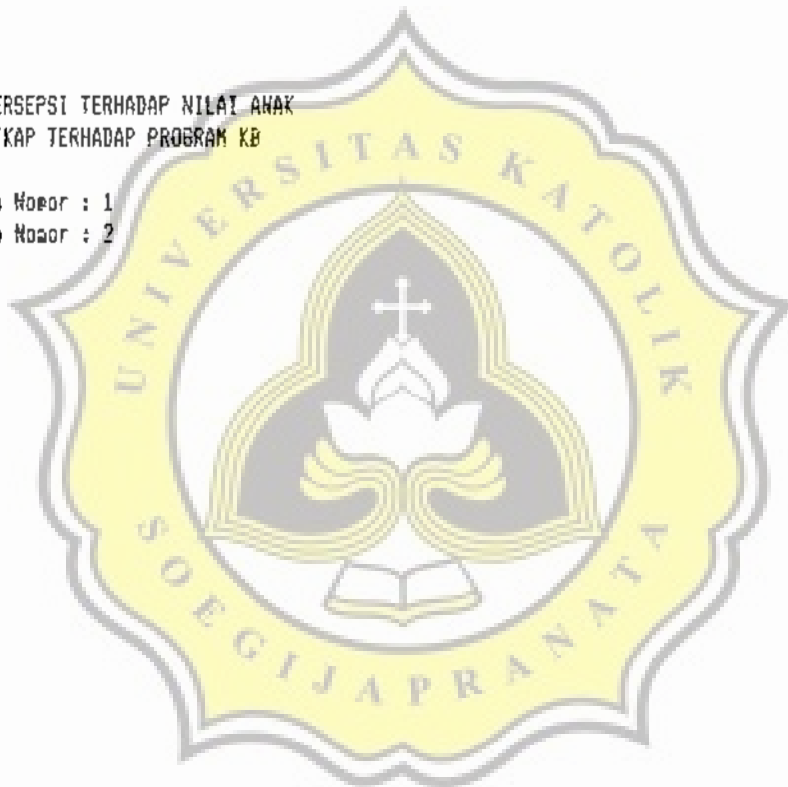 ERSEPSI TERHADAP NILAI ANAK
KAP TERHADAP PROGRAM KB
Nomor : 1
Nomor : 2
UNIVERSITAS KATOLIK
SOEGIJAPRANATA